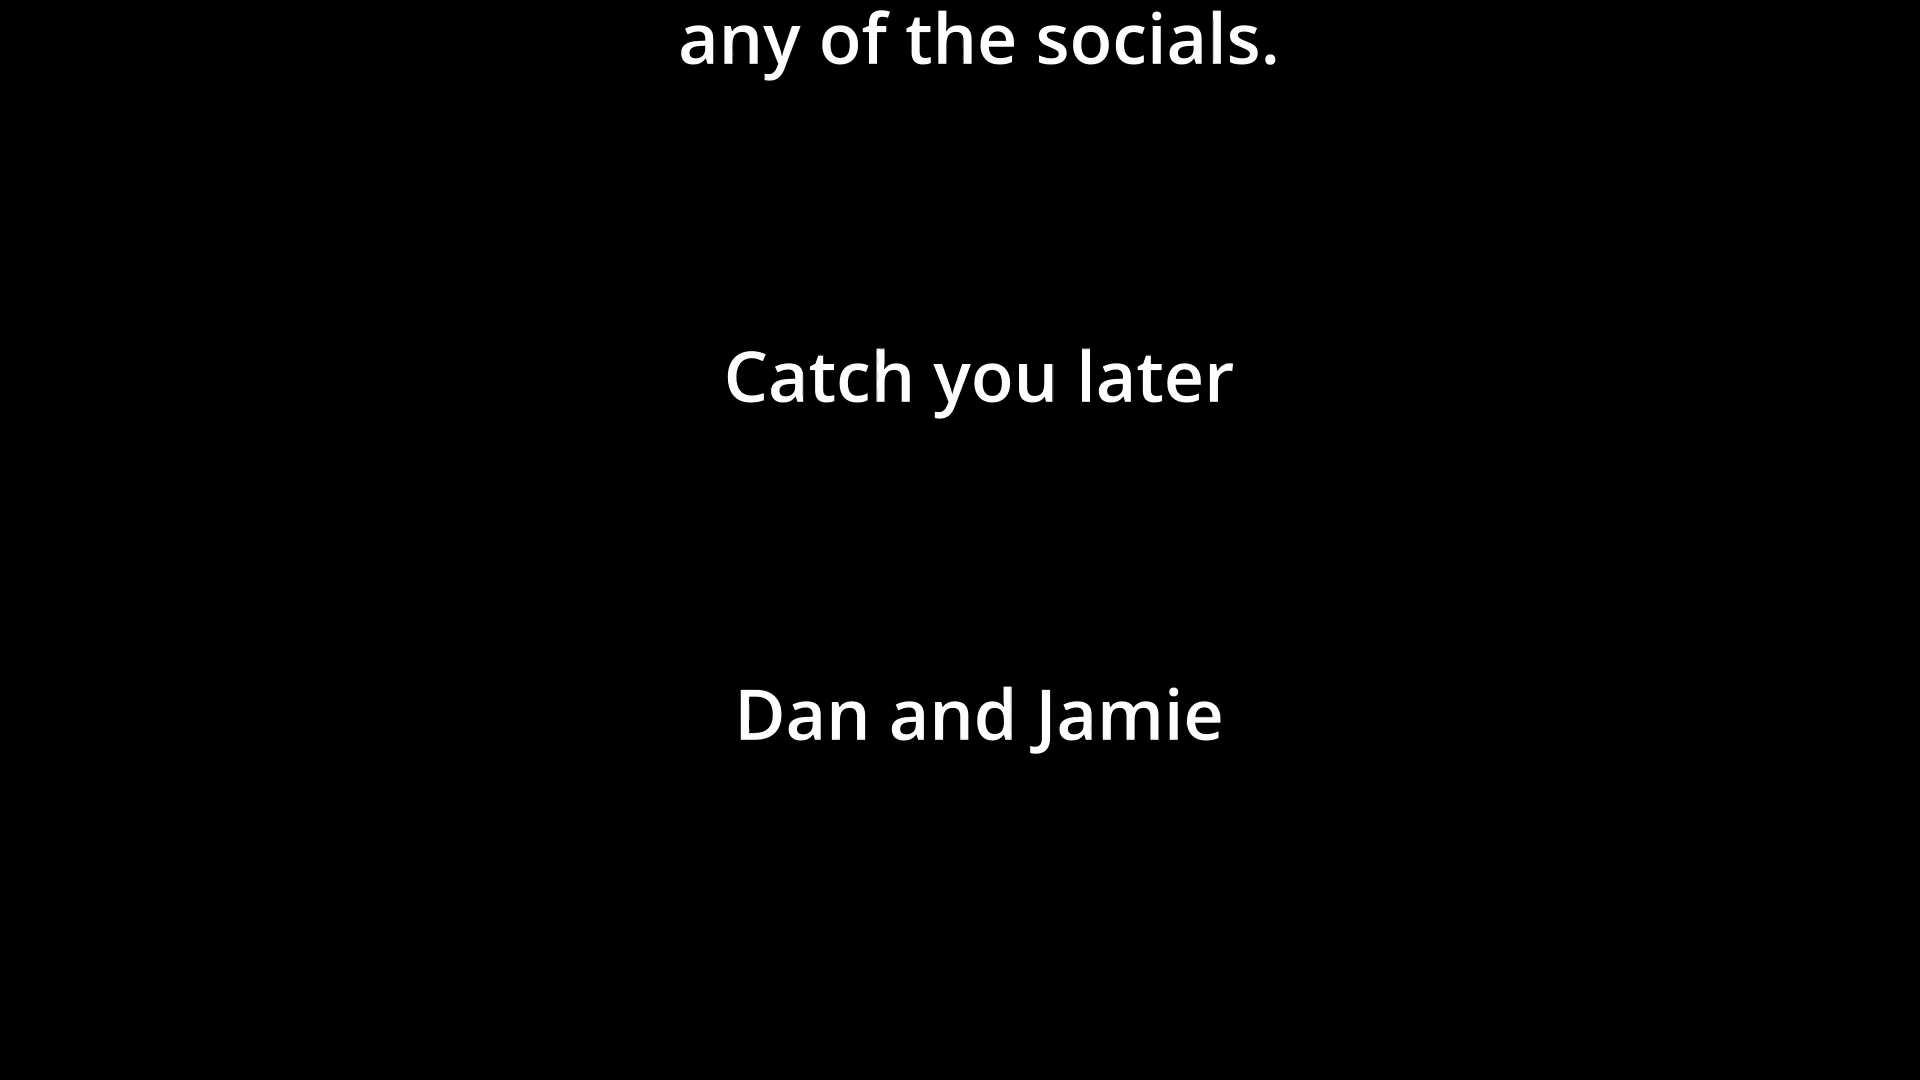 any of the socials.
Catch you later
Dan and Jamie